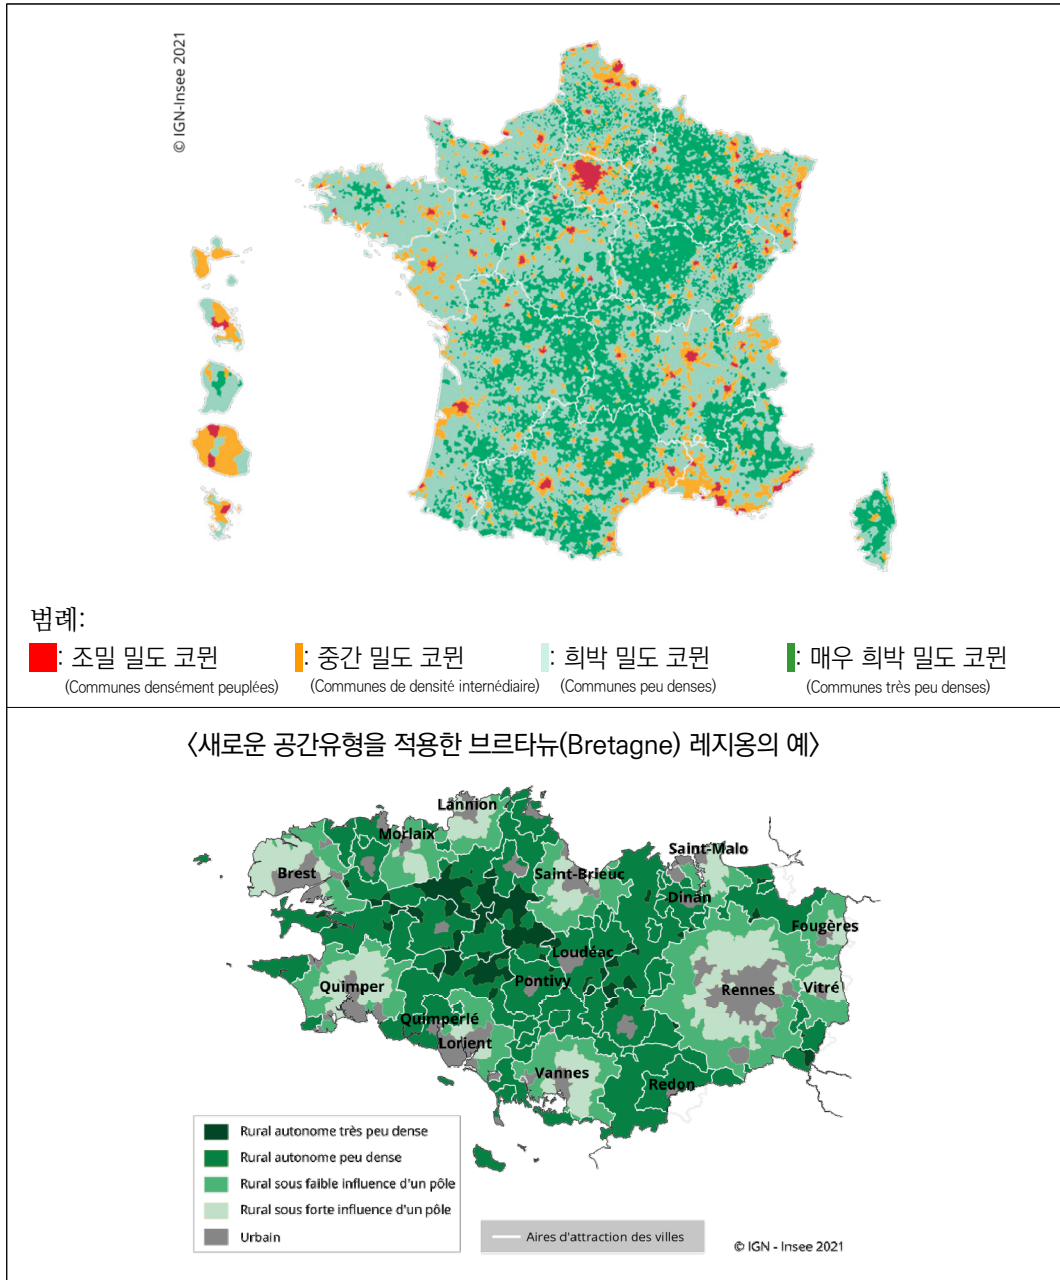 © IGN-Insee 2021
범례:
: 조밀 밀도 코뮌 : 중간 밀도 코뮌 : 희박 밀도 코뮌 : 매우 희박 밀도 코뮌
(Communes densément peuplées) (Communes de densité internédiaire) (Communes peu denses) (Communes très peu denses)
〈새로운 공간유형을 적용한 브르타뉴(Bretagne) 레지옹의 예〉
Lannion
Morlaix
Saint-Malo
Brest
Saint-Brieuc
Dinan
Fougères
Loudéac
Pontivy
Quimper
Rennes
Vitré
Quimperlé
Lorient
Vannes
Redon
Rural autonome très peu dense
Rural autonome peu dense
Rural sous faible influence d'un pôle
Rural sous forte influence d'un pôle
Urbain
Aires d'attraction des villes
© IGN - Insee 2021